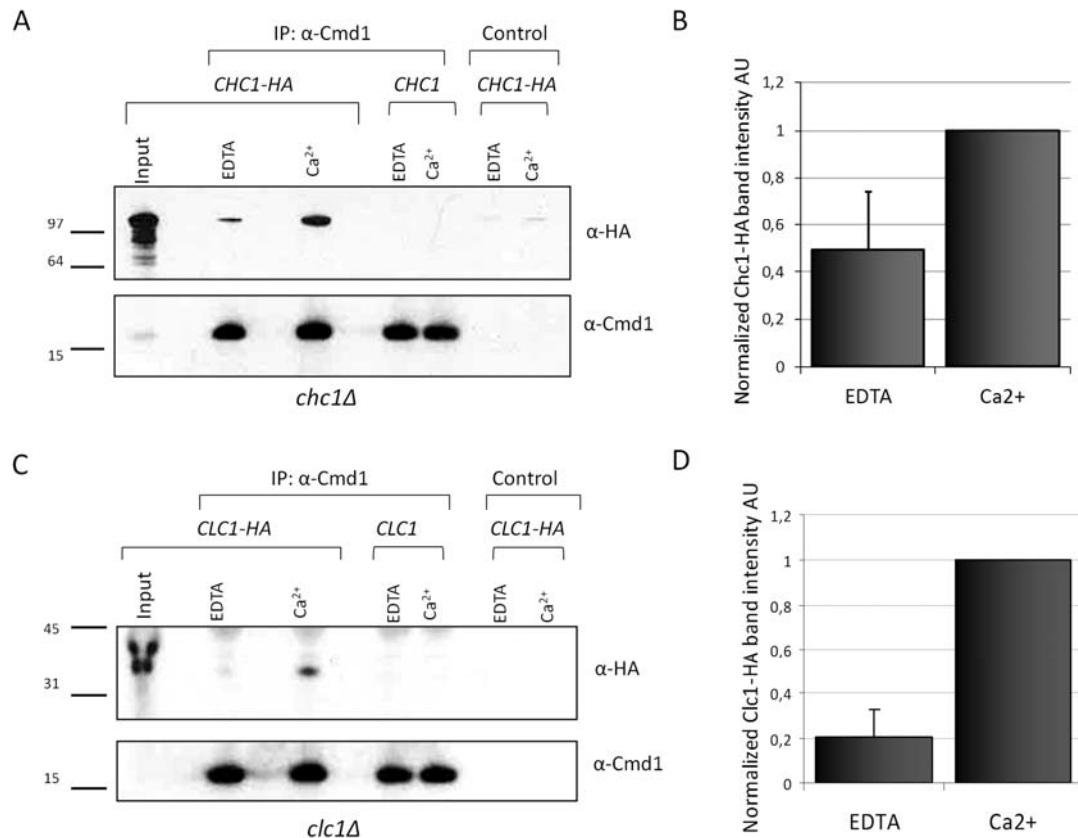 A
IP: α-Cmd1
Control
CHC1-HA
CHC1
CHC1-HA
Input
EDTA
Ca2+
EDTA
Ca2+
EDTA
Ca2+
97
64
α-HA
15
α-Cmd1
chc1Δ
B
Normalized Chc1-HA band intensity AU
1,2
1
0,8
0,6
0,4
0,2
0
EDTA
Ca2+
C
IP: α-Cmd1
Control
CLC1-HA
CLC1
CLC1-HA
Input
EDTA
Ca2+
EDTA
Ca2+
EDTA
Ca2+
45
31
α-HA
15
α-Cmd1
clc1Δ
D
Normalized Clc1-HA band intensity AU
1,2
1
0,8
0,6
0,4
0,2
0
EDTA
Ca2+